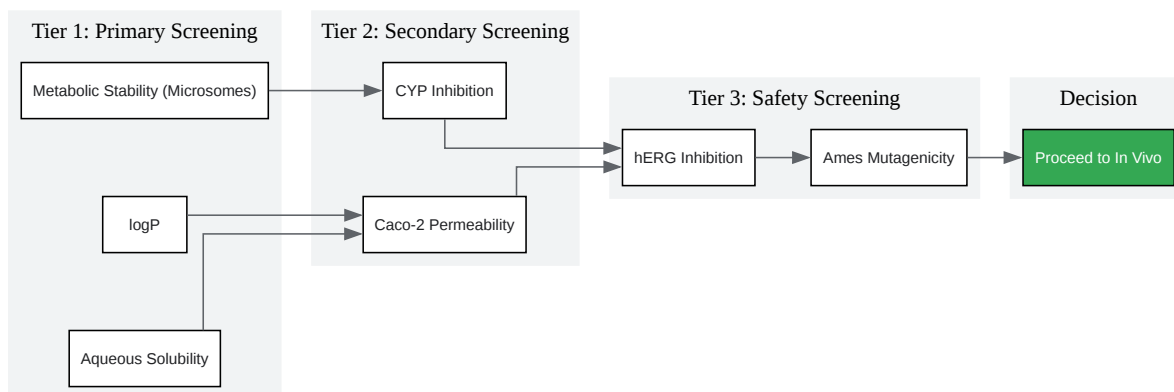 Tier 1: Primary Screening
Metabolic Stability (Microsomes)
logP
Aqueous Solubility
Tier 2: Secondary Screening
CYP Inhibition
Caco-2 Permeability
Tier 3: Safety Screening
hERG Inhibition
Ames Mutagenicity
Decision
Proceed to In Vivo